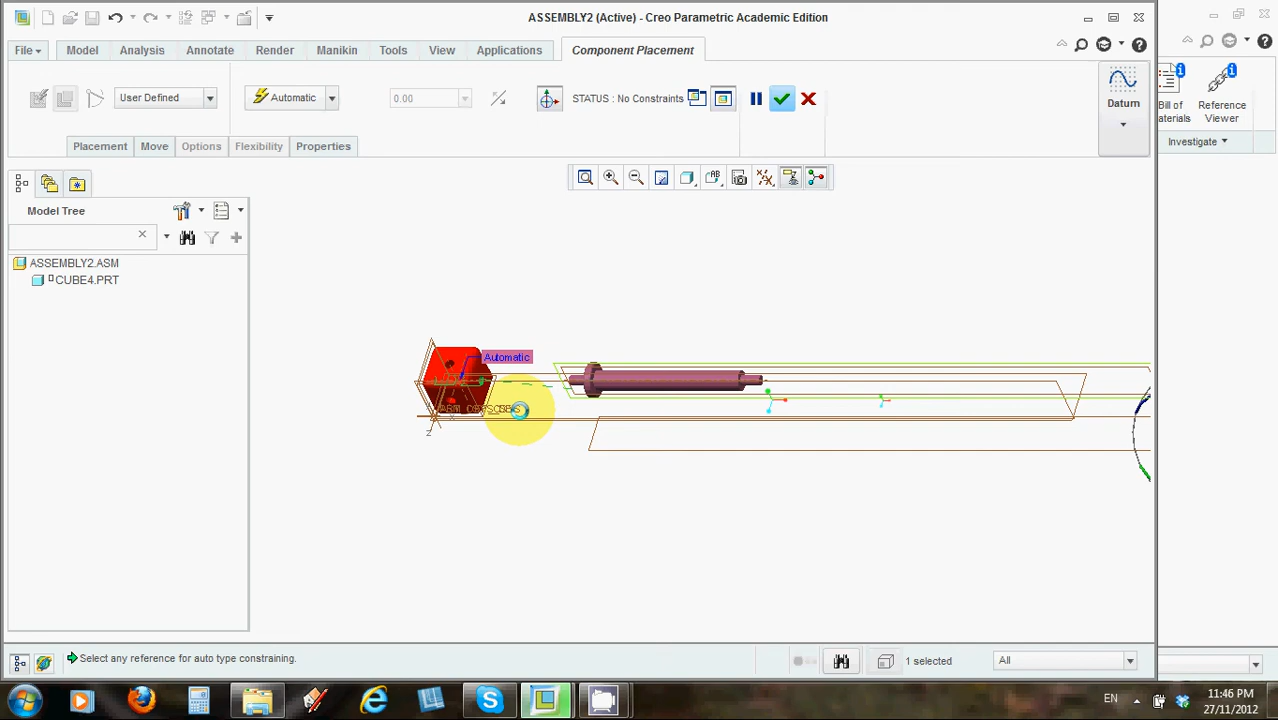 ASSEMBLY2 (Active) - Creo Parametric Academic Edition
File Model Analysis Annotate Render Manikin Tools View Applications Component Placement
User Defined Automatic 0.00 STATUS : No Constraints
Datum
Bill of
aterials
Reference
Viewer
Investigate
Placement Move Options Flexibility Properties
Model Tree
ASSEMBLY2.ASM
CUBE4.PRT
Automatic
Z
Select any reference for auto type constraining.
1 selected
All
EN
11:46 PM
27/11/2012